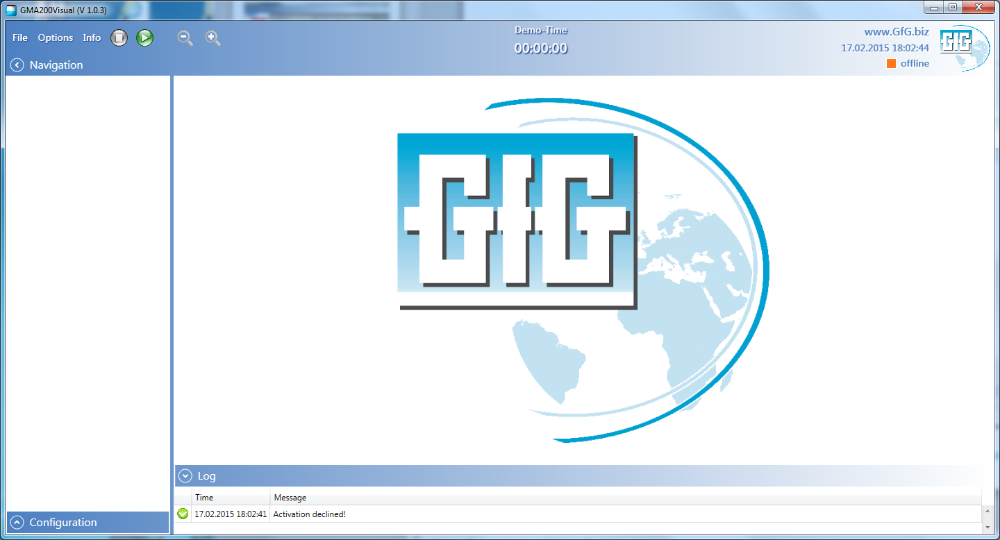 GMA200Visual (V 1.0.3)
File Options Info
Demo-Time
00:00:00
www.GfG.biz
17.02.2015 18:02:44
offline
GfG
Navigation
GfG
Log
Time Message
17.02.2015 18:02:41 Activation declined!
Configuration